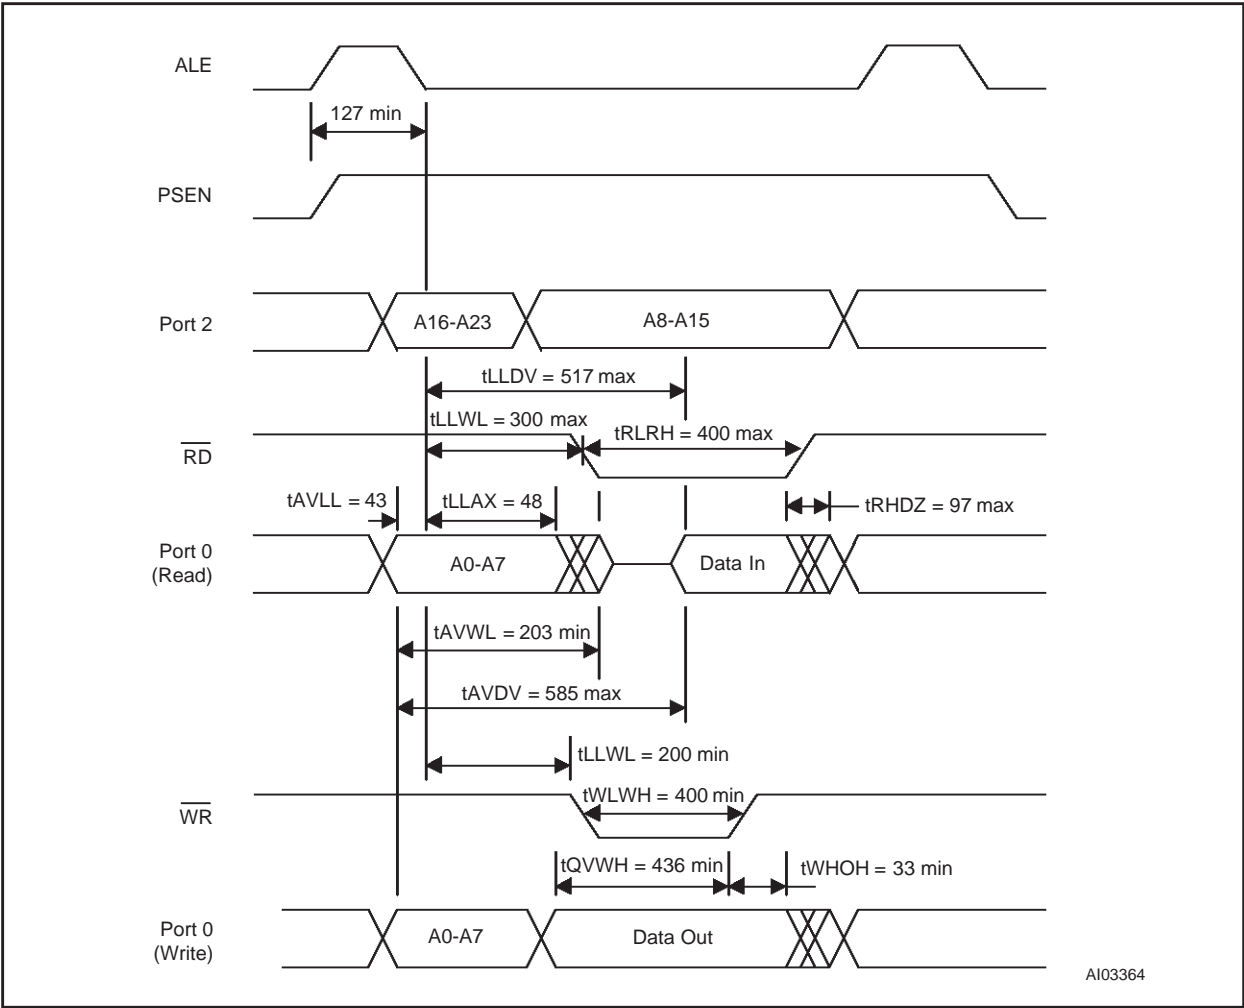 ALE
127 min
PSEN
Port 2
A16-A23
A8-A15
tLLDV = 517 max
tLLWL = 300 max
tRLRH = 400 max
RD
tAVLL = 43
tLLAX = 48
tRHDZ = 97 max
Port 0
(Read)
A0-A7
Data In
tAVWL = 203 min
tAVDV = 585 max
tLLWL = 200 min
WR
tWLWH = 400 min
tQVWH = 436 min
tWHOH = 33 min
Port 0
(Write)
A0-A7
Data Out
AI03364